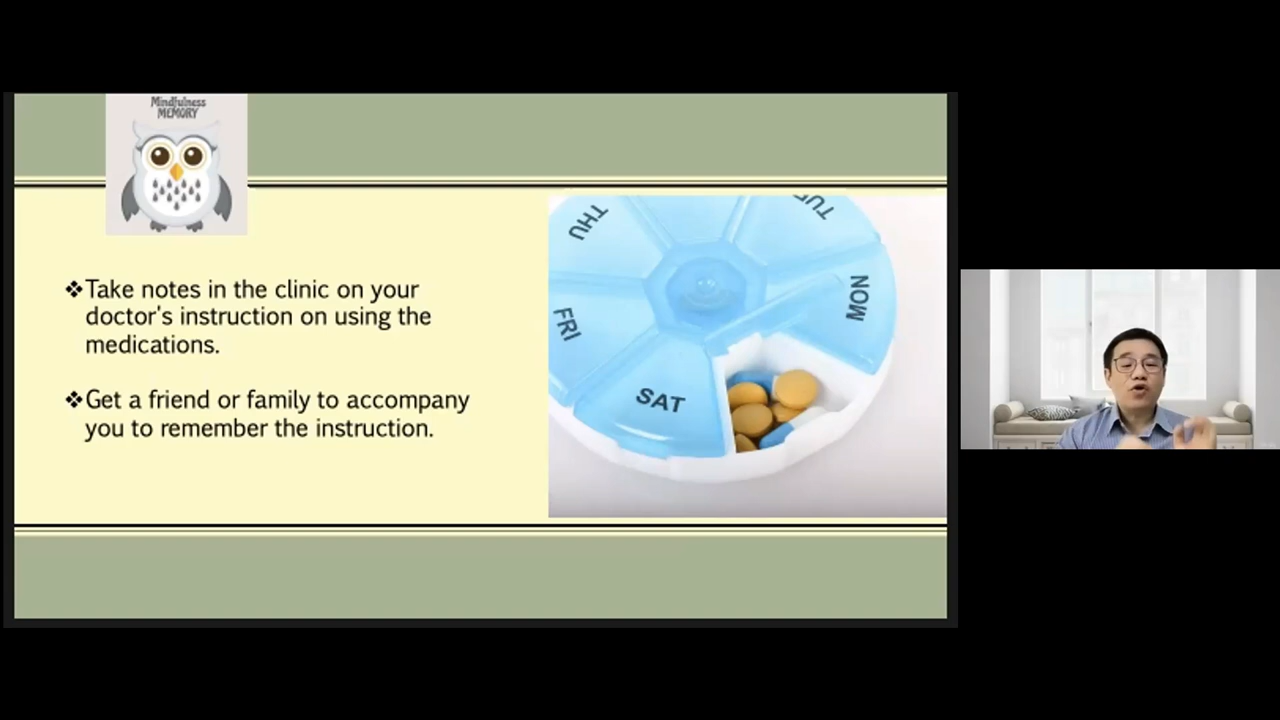 Mindfulness
MEMORY
❖Take notes in the clinic on your
doctor's instruction on using the
medications.
❖Get a friend or family to accompany
you to remember the instruction.
THU
TUE
MON
FRI
SAT